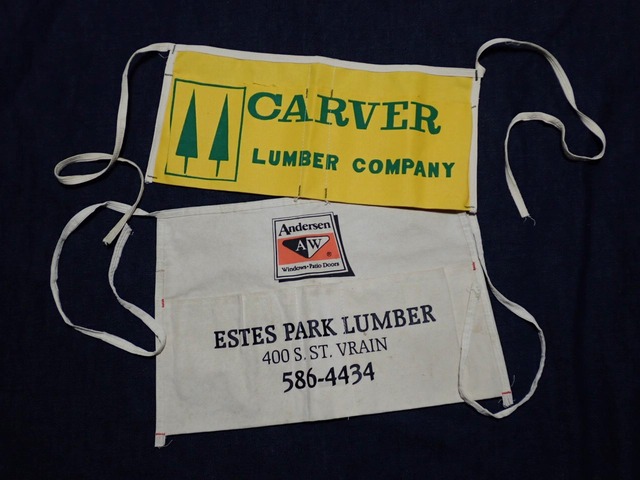 CARVER
LUMBER COMPANY
Andersen
AW®
Windows•Patio Doors
ESTES PARK LUMBER
400 S. ST. VRAIN
586-4434